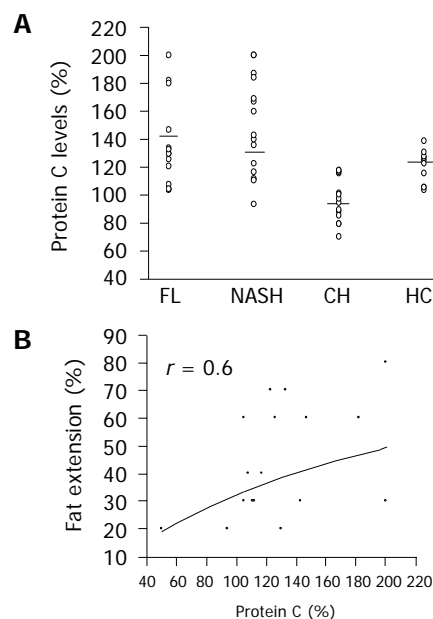 A
Protein C levels (%)
220
200
180
160
140
120
100
80
60
40
FL NASH CH HC
B
Fat extension (%)
90
80
70
60
50
40
30
20
10
r = 0.6
40 60 80 100 120 140 160 180 200 220
Protein C (%)